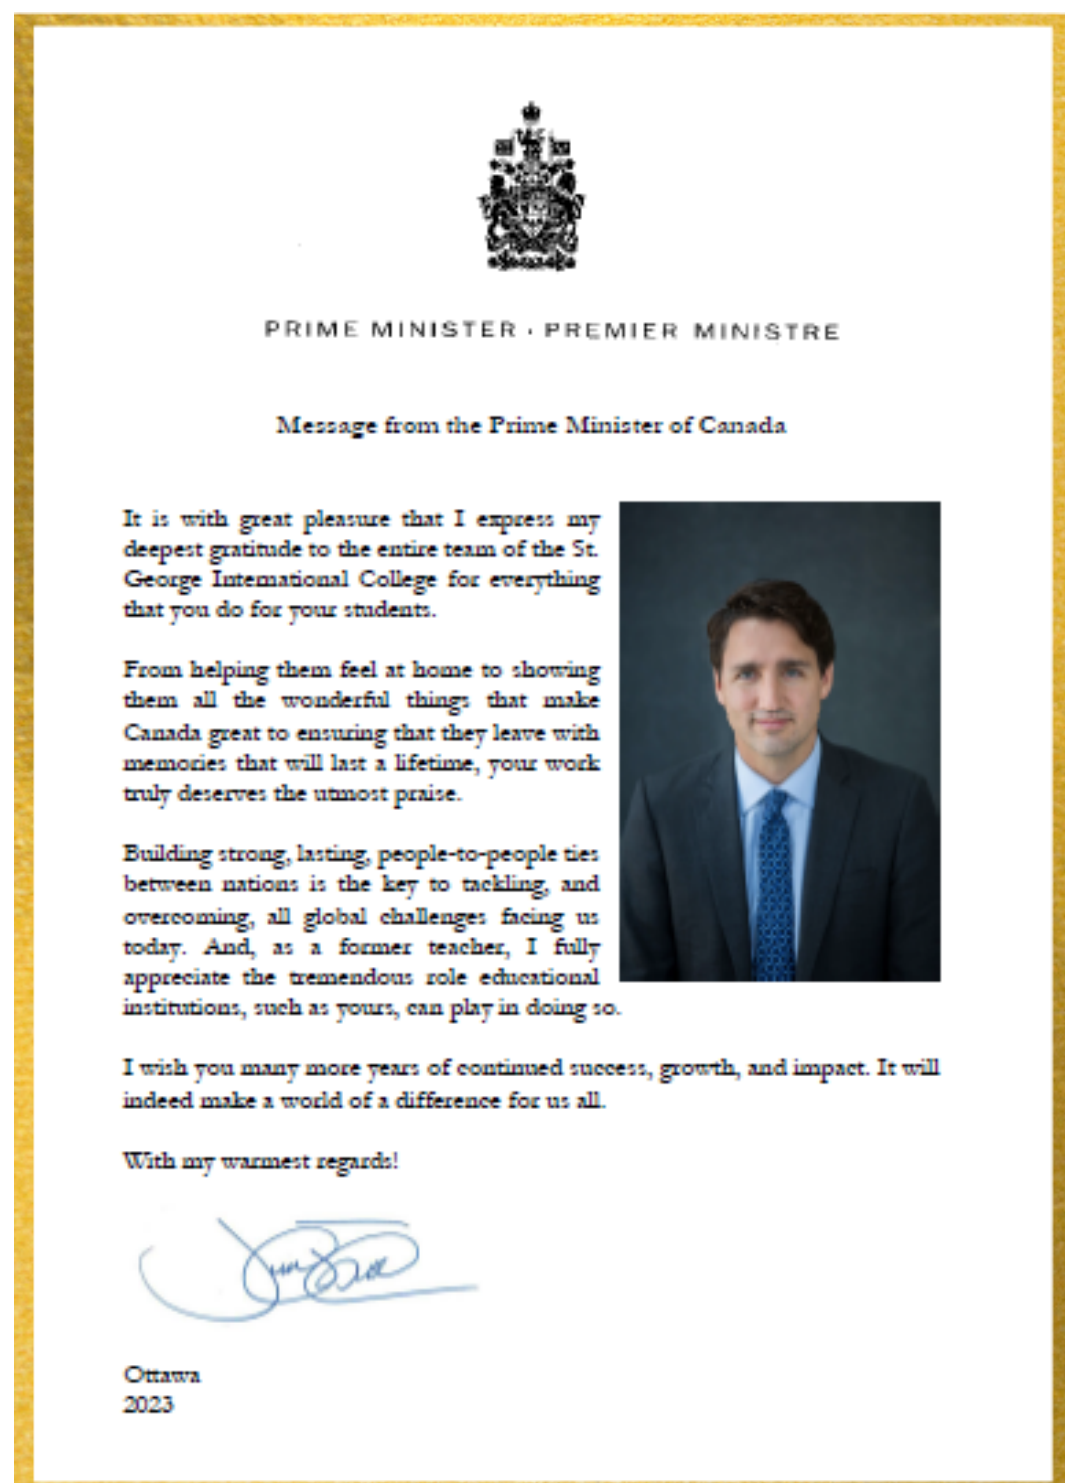 PRIME MINISTER · PREMIER MINISTRE
Message from the Prime Minister of Canada
It is with great pleasure that I express my
deepest gratitude to the entire team of the St.
George International College for everything
that you do for your students.
From helping them feel at home to showing
them all the wonderful things that make
Canada great to ensuring that they leave with
memories that will last a lifetime, your work
truly deserves the utmost praise.
Building strong, lasting, people-to-people ties
between nations is the key to tackling, and
overcoming, all global challenges facing us
today. And, as a former teacher, I fully
appreciate the tremendous role educational
institutions, such as yours, can play in doing so.
I wish you many more years of continued success, growth, and impact. It will
indeed make a world of a difference for us all.
With my warmest regards!
Ottawa
2023